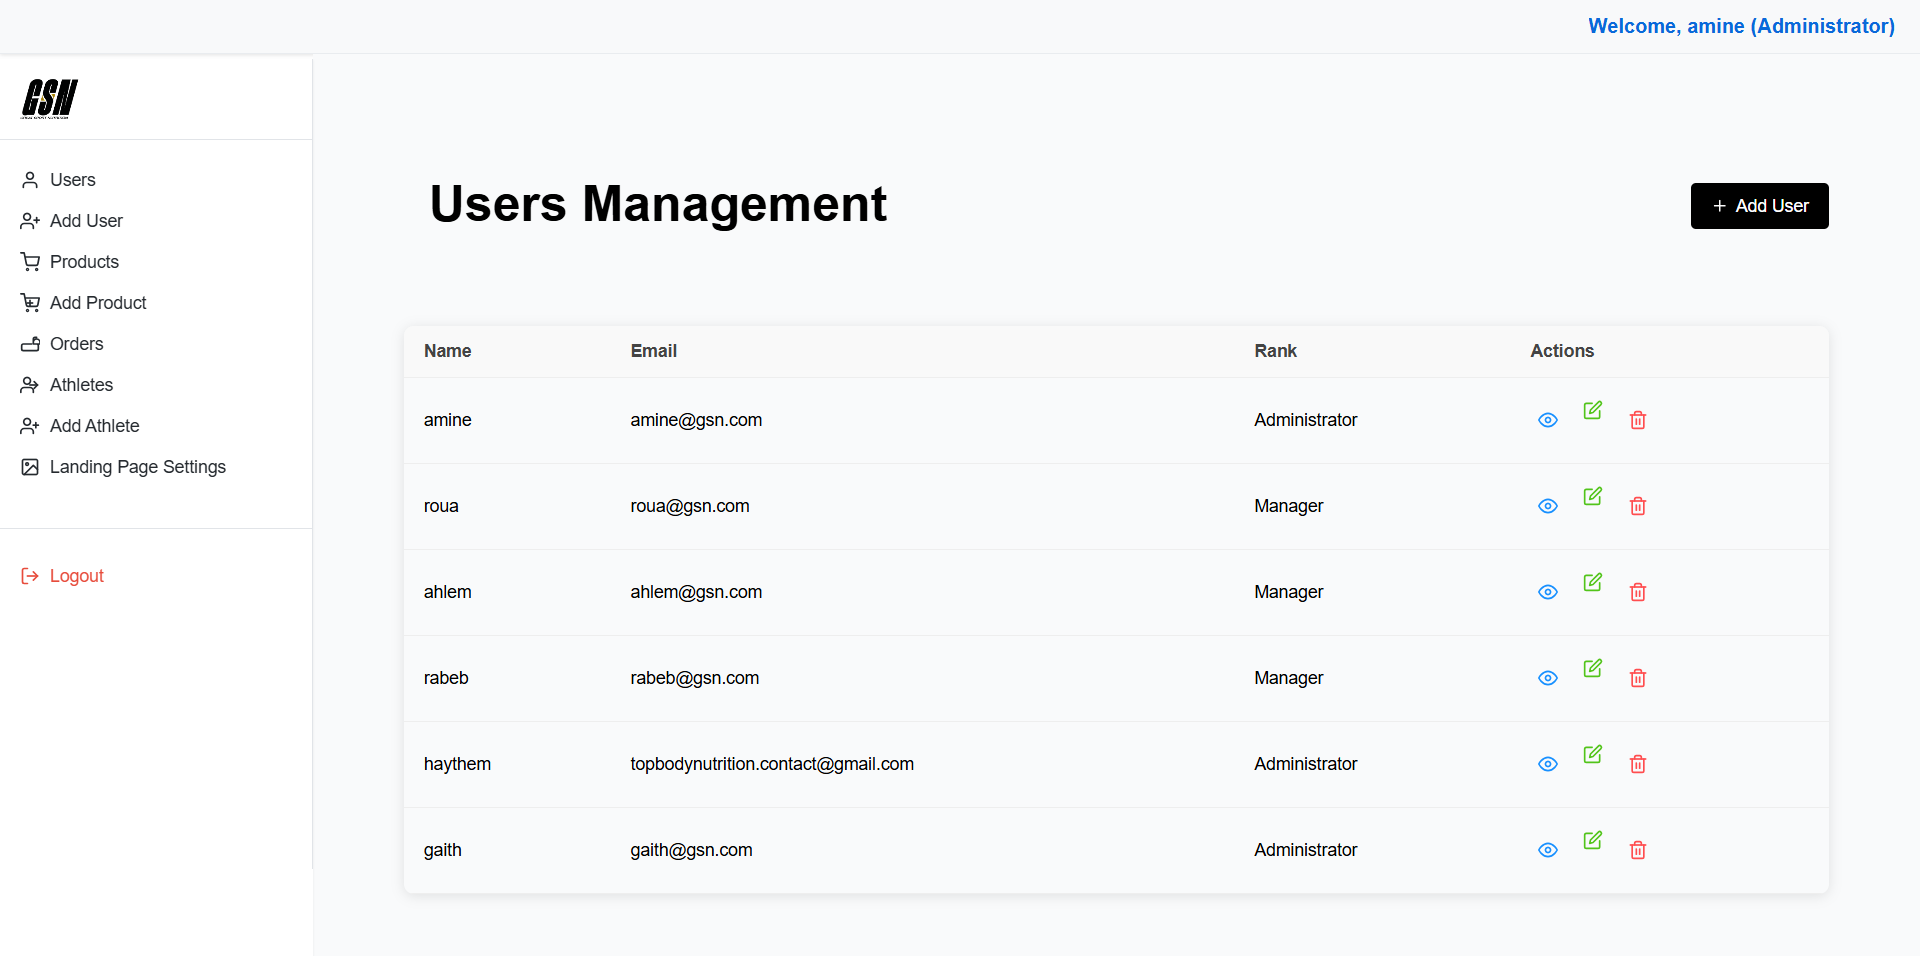 Welcome, amine (Administrator)
GSN
Users
Add User
Products
Add Product
Orders
Athletes
Add Athlete
Landing Page Settings
Logout
Users Management
+ Add User
Name Email Rank Actions
amine amine@gsn.com Administrator
roua roua@gsn.com Manager
ahlem ahlem@gsn.com Manager
rabeb rabeb@gsn.com Manager
haythem topbodynutrition.contact@gmail.com Administrator
gaith gaith@gsn.com Administrator